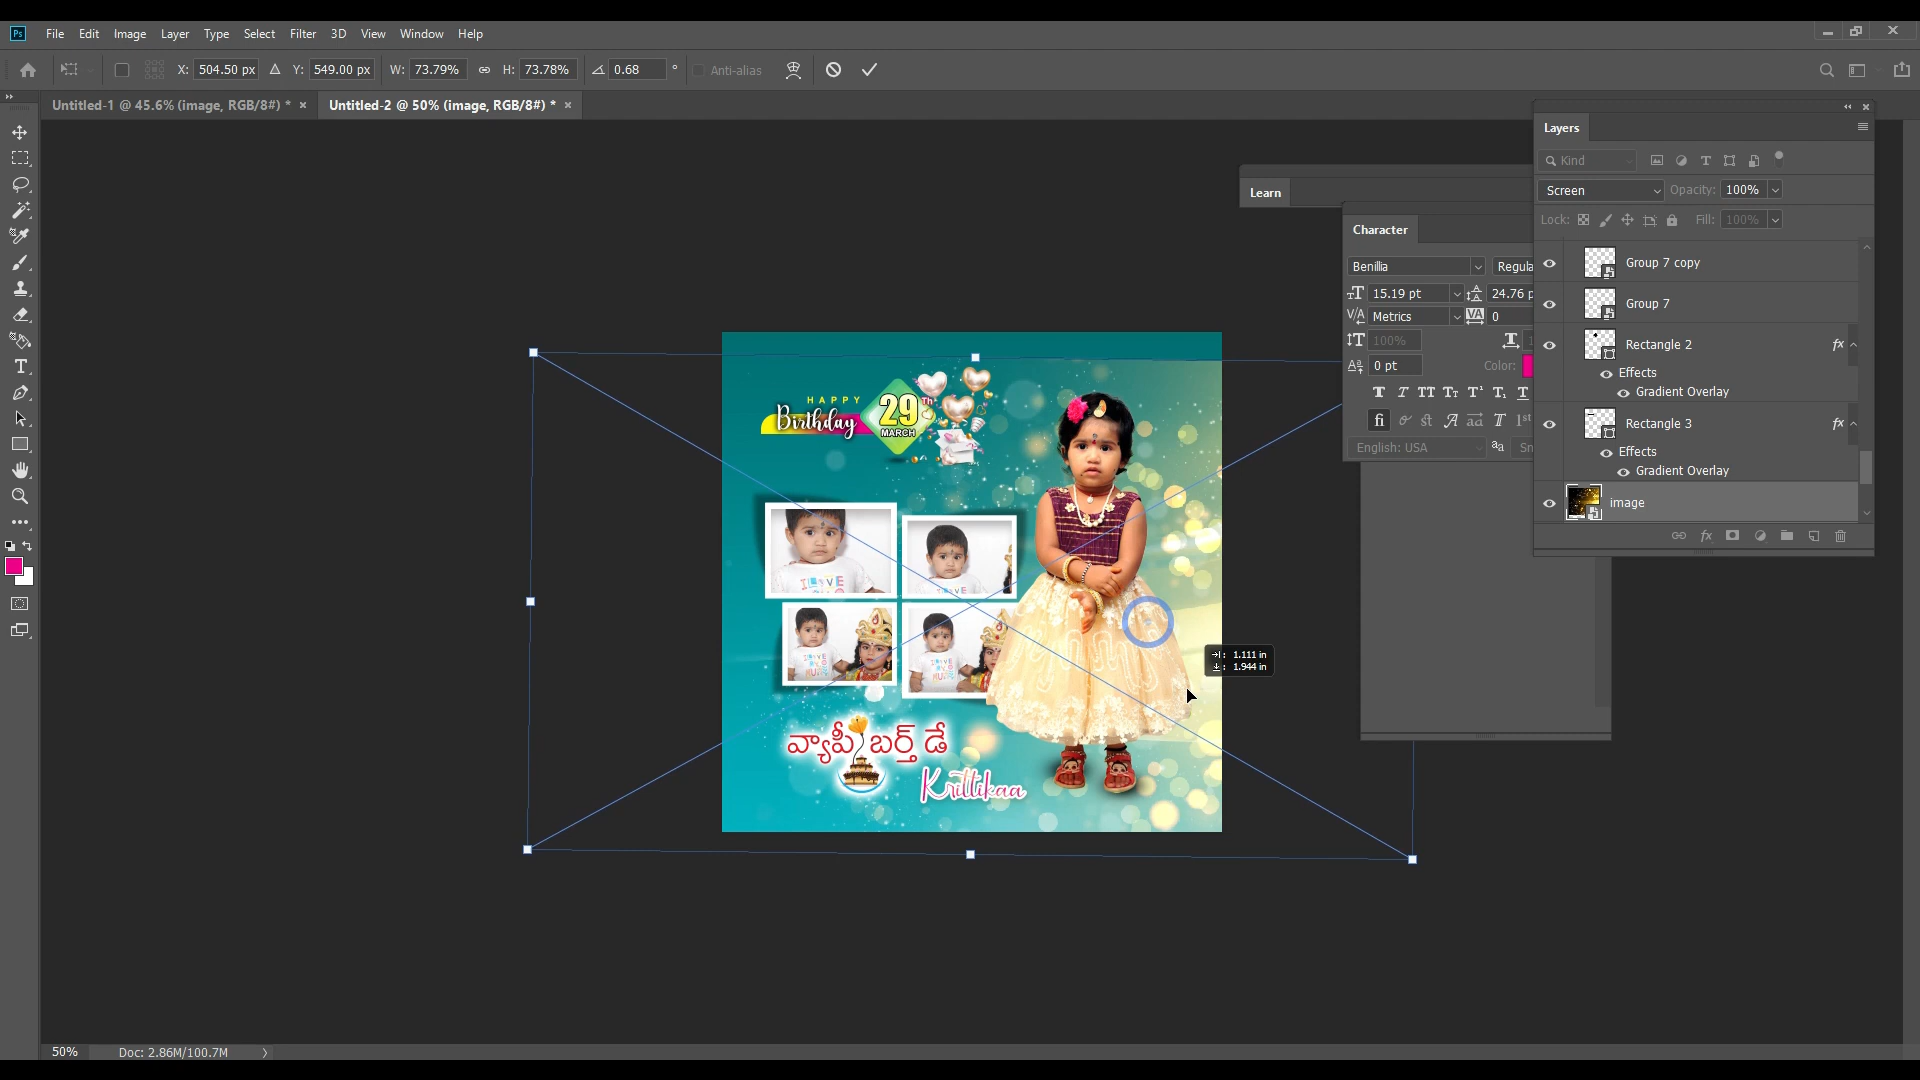 Ps File Edit Image Layer Type Select Filter 3D View Window Help
X: 504.50 px Y: 549.00 px W: 73.79% H: 73.78% 0.68 ° Anti-alias
Untitled-1 @ 45.6% (image, RGB/8#) * × Untitled-2 @ 50% (image, RGB/8#) * ×
Layers
Kind
Learn
Screen Opacity: 100%
Lock: Fill: 100%
Character
Benillia Regula
15.19 pt 24.76 p
Metrics 0
100%
0 pt Color:
English: USA
Group 7 copy
Group 7
Rectangle 2 fx
Effects
Gradient Overlay
Rectangle 3 fx
Effects
Gradient Overlay
image
HAPPY
Birthday
29Th
MARCH
వ్యాపీ బర్త్ డే
Krittikaa
1.111 in
1.944 in
50% Doc: 2.86M/100.7M